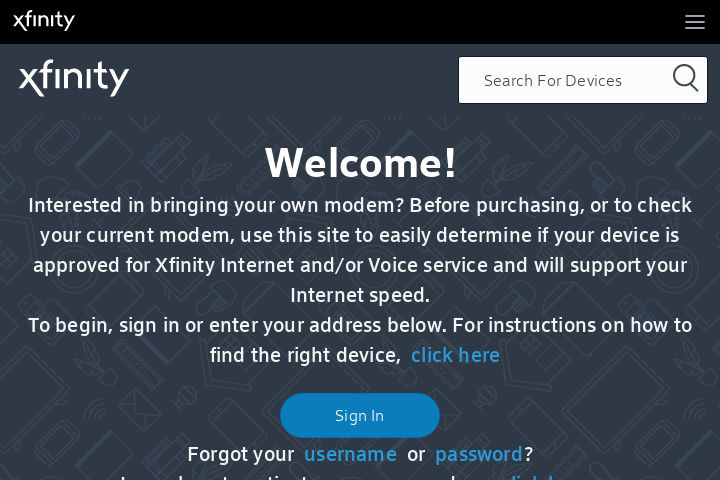 xfinity
xfinity
Search For Devices
Welcome!
Interested in bringing your own modem? Before purchasing, or to check
your current modem, use this site to easily determine if your device is
approved for Xfinity Internet and/or Voice service and will support your
Internet speed.
To begin, sign in or enter your address below. For instructions on how to
find the right device, click here
Sign In
Forgot your username or password?